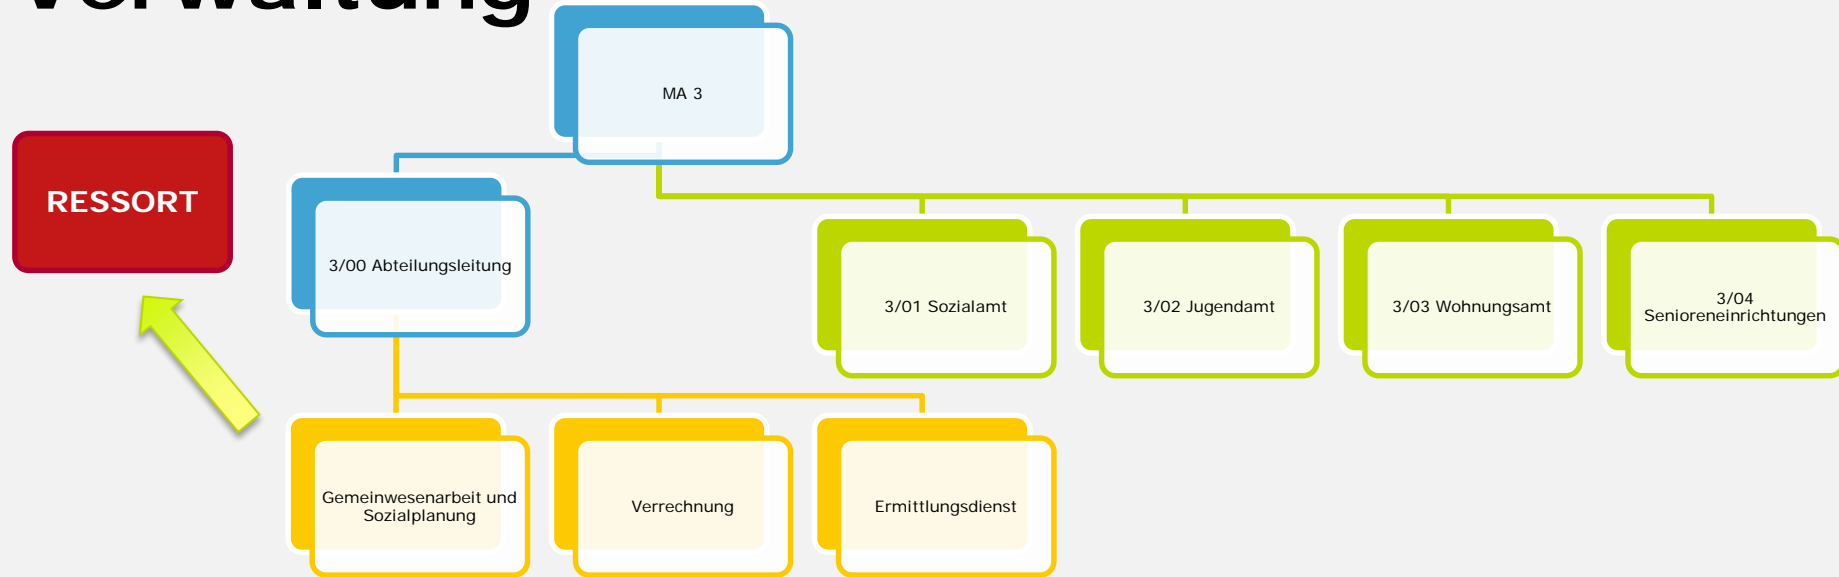 Verwaltung
MA 3
RESSORT
3/00 Abteilungsleitung
3/01 Sozialamt
3/02 Jugendamt
3/03 Wohnungsamt
3/04
Senioreneinrichtungen
Gemeinwesenarbeit und
Sozialplanung
Verrechnung
Ermittlungsdienst